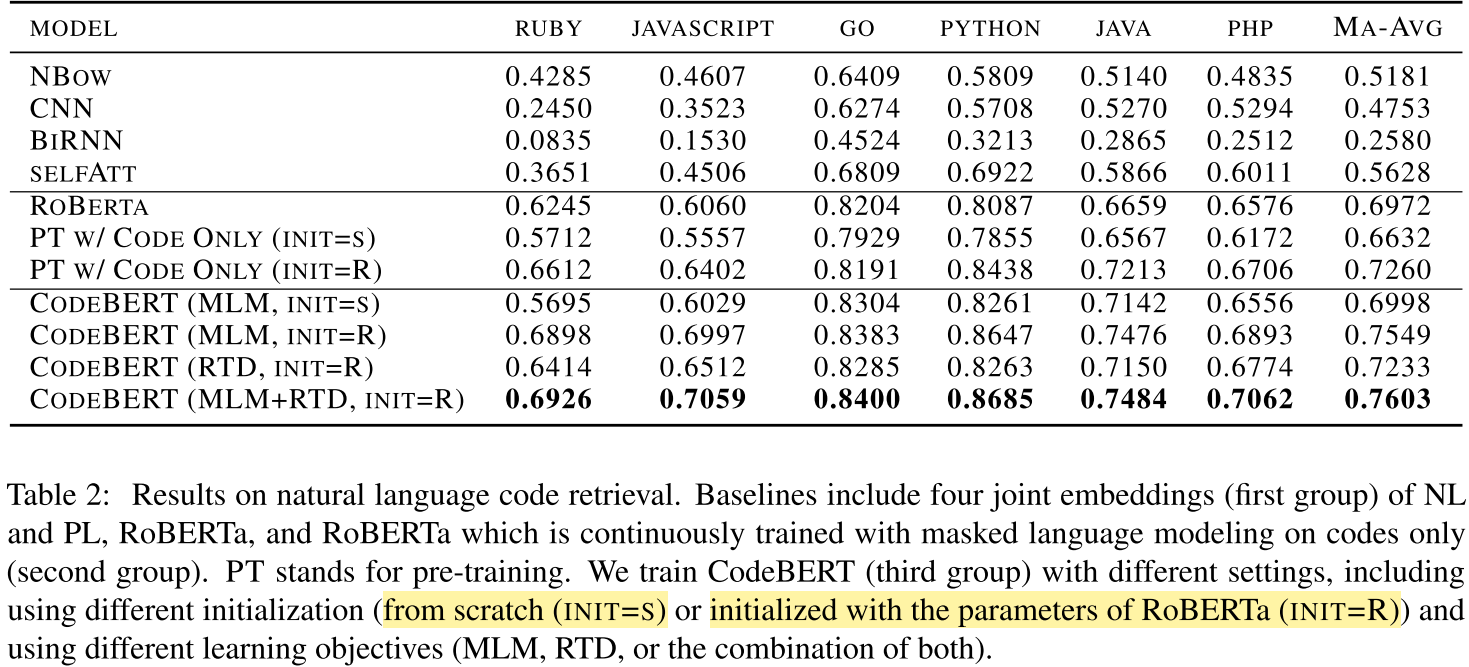 MODEL RUBY JAVASCRIPT GO PYTHON JAVA PHP MA-AVG
NBOW 0.4285 0.4607 0.6409 0.5809 0.5140 0.4835 0.5181
CNN 0.2450 0.3523 0.6274 0.5708 0.5270 0.5294 0.4753
BIRNN 0.0835 0.1530 0.4524 0.3213 0.2865 0.2512 0.2580
SELFATT 0.3651 0.4506 0.6809 0.6922 0.5866 0.6011 0.5628
ROBERTA 0.6245 0.6060 0.8204 0.8087 0.6659 0.6576 0.6972
PT W/ CODE ONLY (INIT=S) 0.5712 0.5557 0.7929 0.7855 0.6567 0.6172 0.6632
PT W/ CODE ONLY (INIT=R) 0.6612 0.6402 0.8191 0.8438 0.7213 0.6706 0.7260
CODEBERT (MLM, INIT=S) 0.5695 0.6029 0.8304 0.8261 0.7142 0.6556 0.6998
CODEBERT (MLM, INIT=R) 0.6898 0.6997 0.8383 0.8647 0.7476 0.6893 0.7549
CODEBERT (RTD, INIT=R) 0.6414 0.6512 0.8285 0.8263 0.7150 0.6774 0.7233
CODEBERT (MLM+RTD, INIT=R) 0.6926 0.7059 0.8400 0.8685 0.7484 0.7062 0.7603
Table 2: Results on natural language code retrieval. Baselines include four joint embeddings (first group) of NL
and PL, RoBERTa, and RoBERTa which is continuously trained with masked language modeling on codes only
(second group). PT stands for pre-training. We train CodeBERT (third group) with different settings, including
using different initialization (from scratch (INIT=S) or initialized with the parameters of RoBERTa (INIT=R)) and
using different learning objectives (MLM, RTD, or the combination of both).